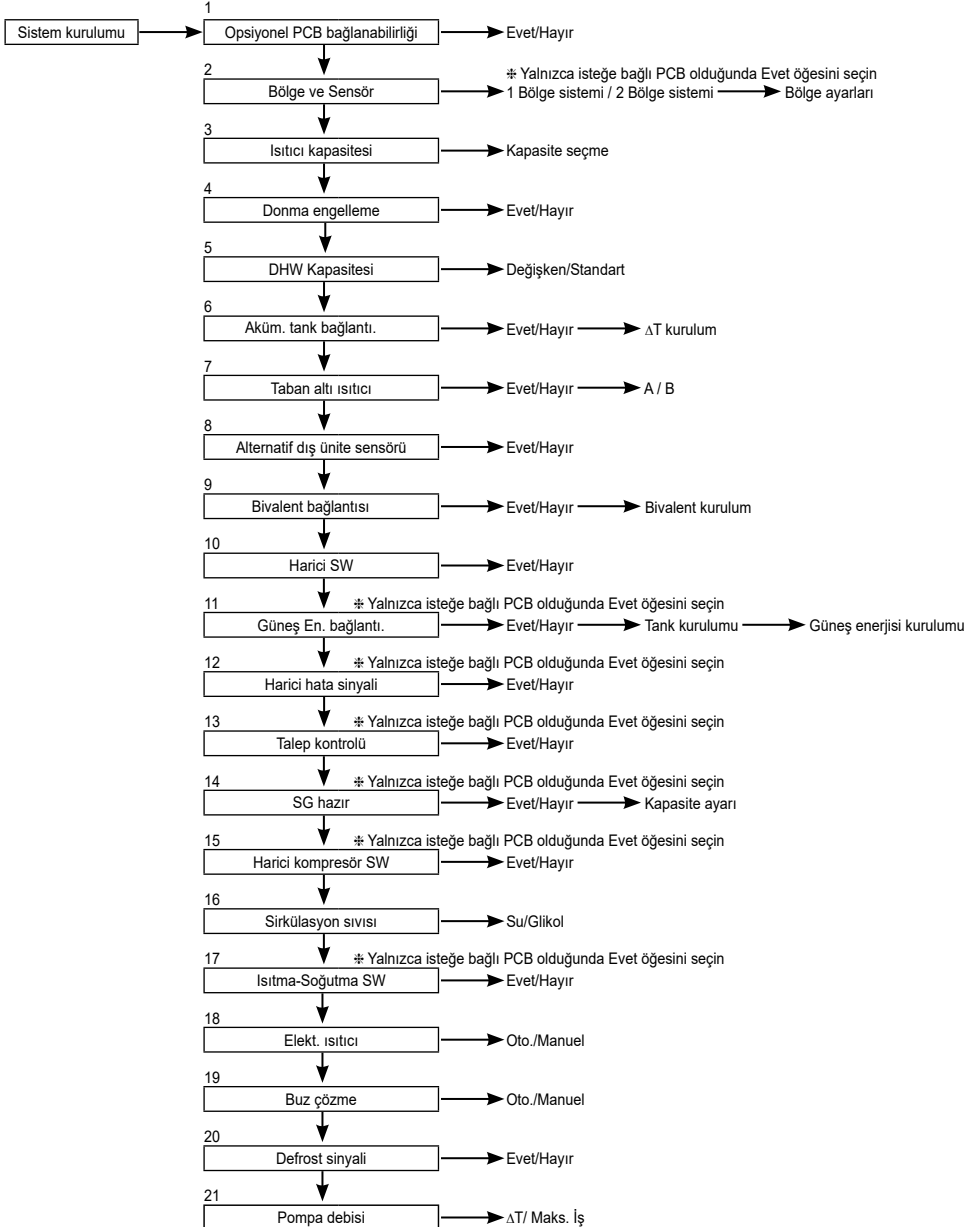 1
Sistem kurulumu Opsiyonel PCB bağlanabilirliği Evet/Hayır
2 ⁜ Yalnızca isteğe bağlı PCB olduğunda Evet öğesini seçin
Bölge ve Sensör 1 Bölge sistemi / 2 Bölge sistemi Bölge ayarları
3
Isıtıcı kapasitesi Kapasite seçme
4
Donma engelleme Evet/Hayır
5
DHW Kapasitesi Değişken/Standart
6
Aküm. tank bağlantı. Evet/Hayır ∆T kurulum
7
Taban altı ısıtıcı Evet/Hayır A / B
8
Alternatif dış ünite sensörü Evet/Hayır
9
Bivalent bağlantısı Evet/Hayır Bivalent kurulum
10
Harici SW Evet/Hayır
11 ⁜ Yalnızca isteğe bağlı PCB olduğunda Evet öğesini seçin
Güneş En. bağlantı. Evet/Hayır Tank kurulumu Güneş enerjisi kurulumu
12 ⁜ Yalnızca isteğe bağlı PCB olduğunda Evet öğesini seçin
Harici hata sinyali Evet/Hayır
13 ⁜ Yalnızca isteğe bağlı PCB olduğunda Evet öğesini seçin
Talep kontrolü Evet/Hayır
14 ⁜ Yalnızca isteğe bağlı PCB olduğunda Evet öğesini seçin
SG hazır Evet/Hayır Kapasite ayarı
15 ⁜ Yalnızca isteğe bağlı PCB olduğunda Evet öğesini seçin
Harici kompresör SW Evet/Hayır
16
Sirkülasyon sıvısı Su/Glikol
17 ⁜ Yalnızca isteğe bağlı PCB olduğunda Evet öğesini seçin
Isıtma-Soğutma SW Evet/Hayır
18
Elekt. ısıtıcı Oto./Manuel
19
Buz çözme Oto./Manuel
20
Defrost sinyali Evet/Hayır
21
Pompa debisi ∆T/ Maks. İş